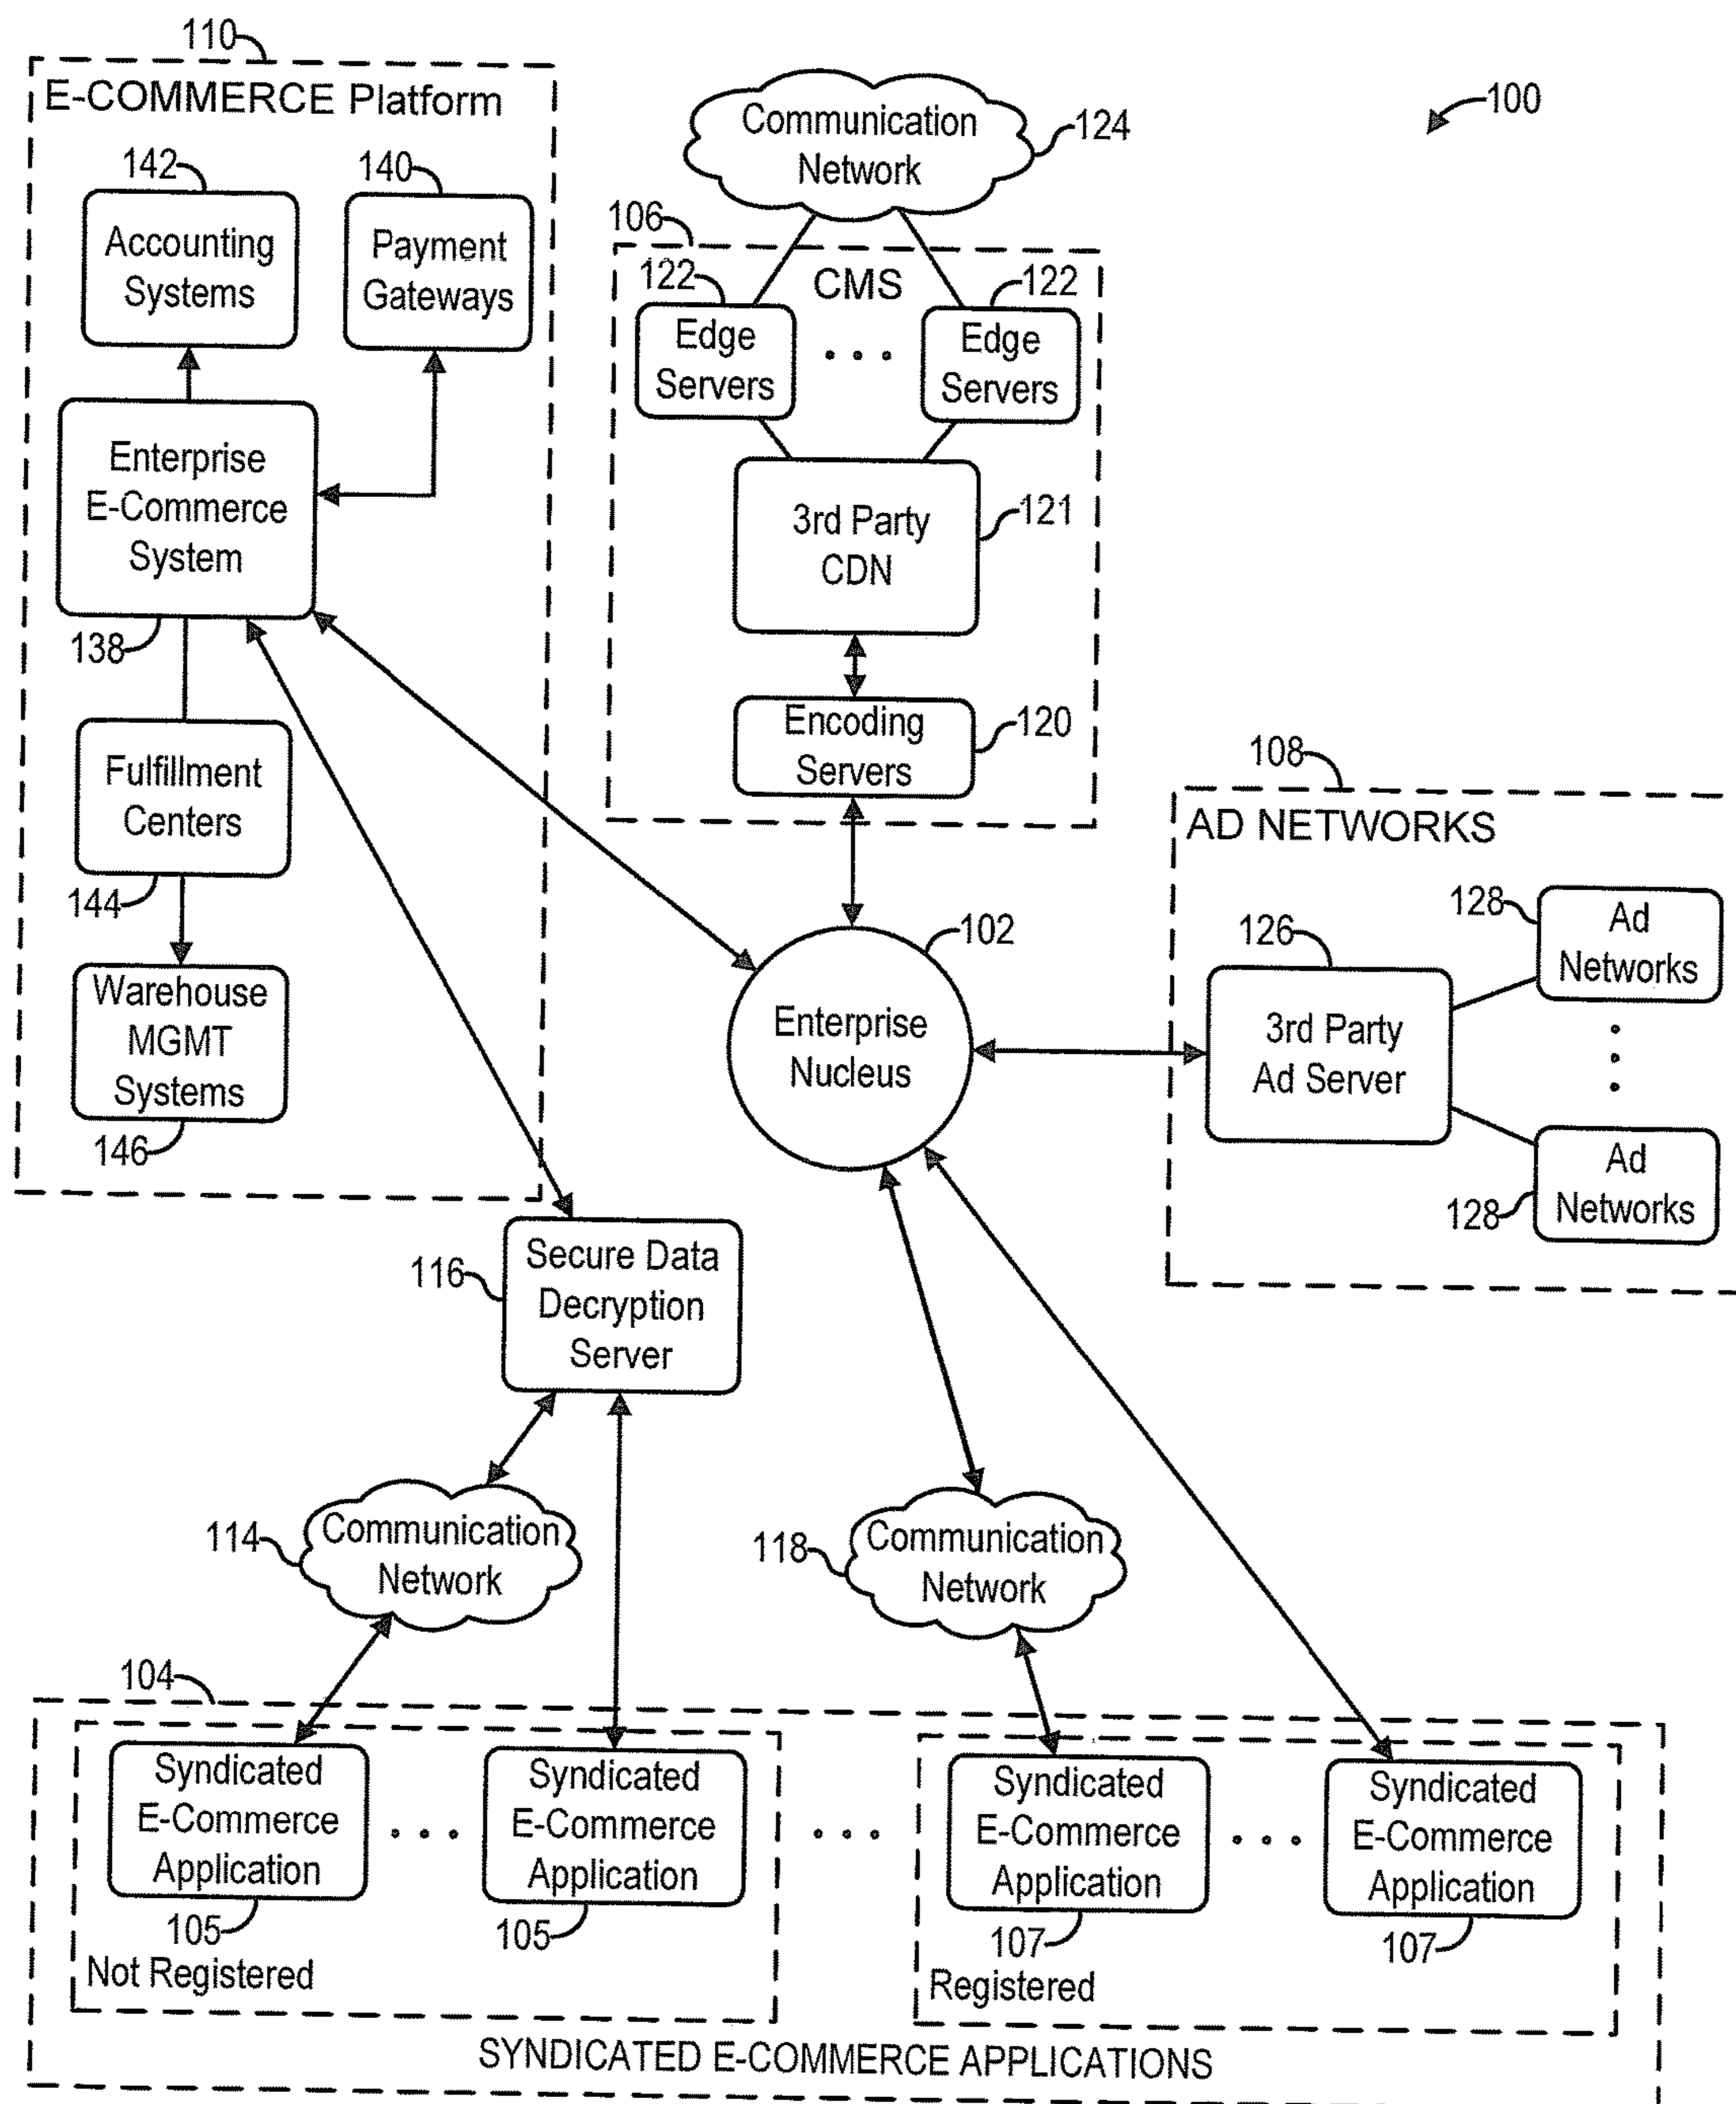 110
E-COMMERCE Platform
142
Accounting
Systems
140
Payment
Gateways
Enterprise
E-Commerce
System
138
Fulfillment
Centers
144
Warehouse
MGMT
Systems
146
Communication
Network
124
100
106
CMS
122
Edge
Servers
122
Edge
Servers
3rd Party
CDN
121
Encoding
Servers
120
108
AD NETWORKS
126
3rd Party
Ad Server
128
Ad
Networks
128
Ad
Networks
102
Enterprise
Nucleus
116
Secure Data
Decryption
Server
114
Communication
Network
118
Communication
Network
104
Syndicated
E-Commerce
Application
105
Syndicated
E-Commerce
Application
105
Not Registered
Syndicated
E-Commerce
Application
107
Syndicated
E-Commerce
Application
107
Registered
SYNDICATED E-COMMERCE APPLICATIONS